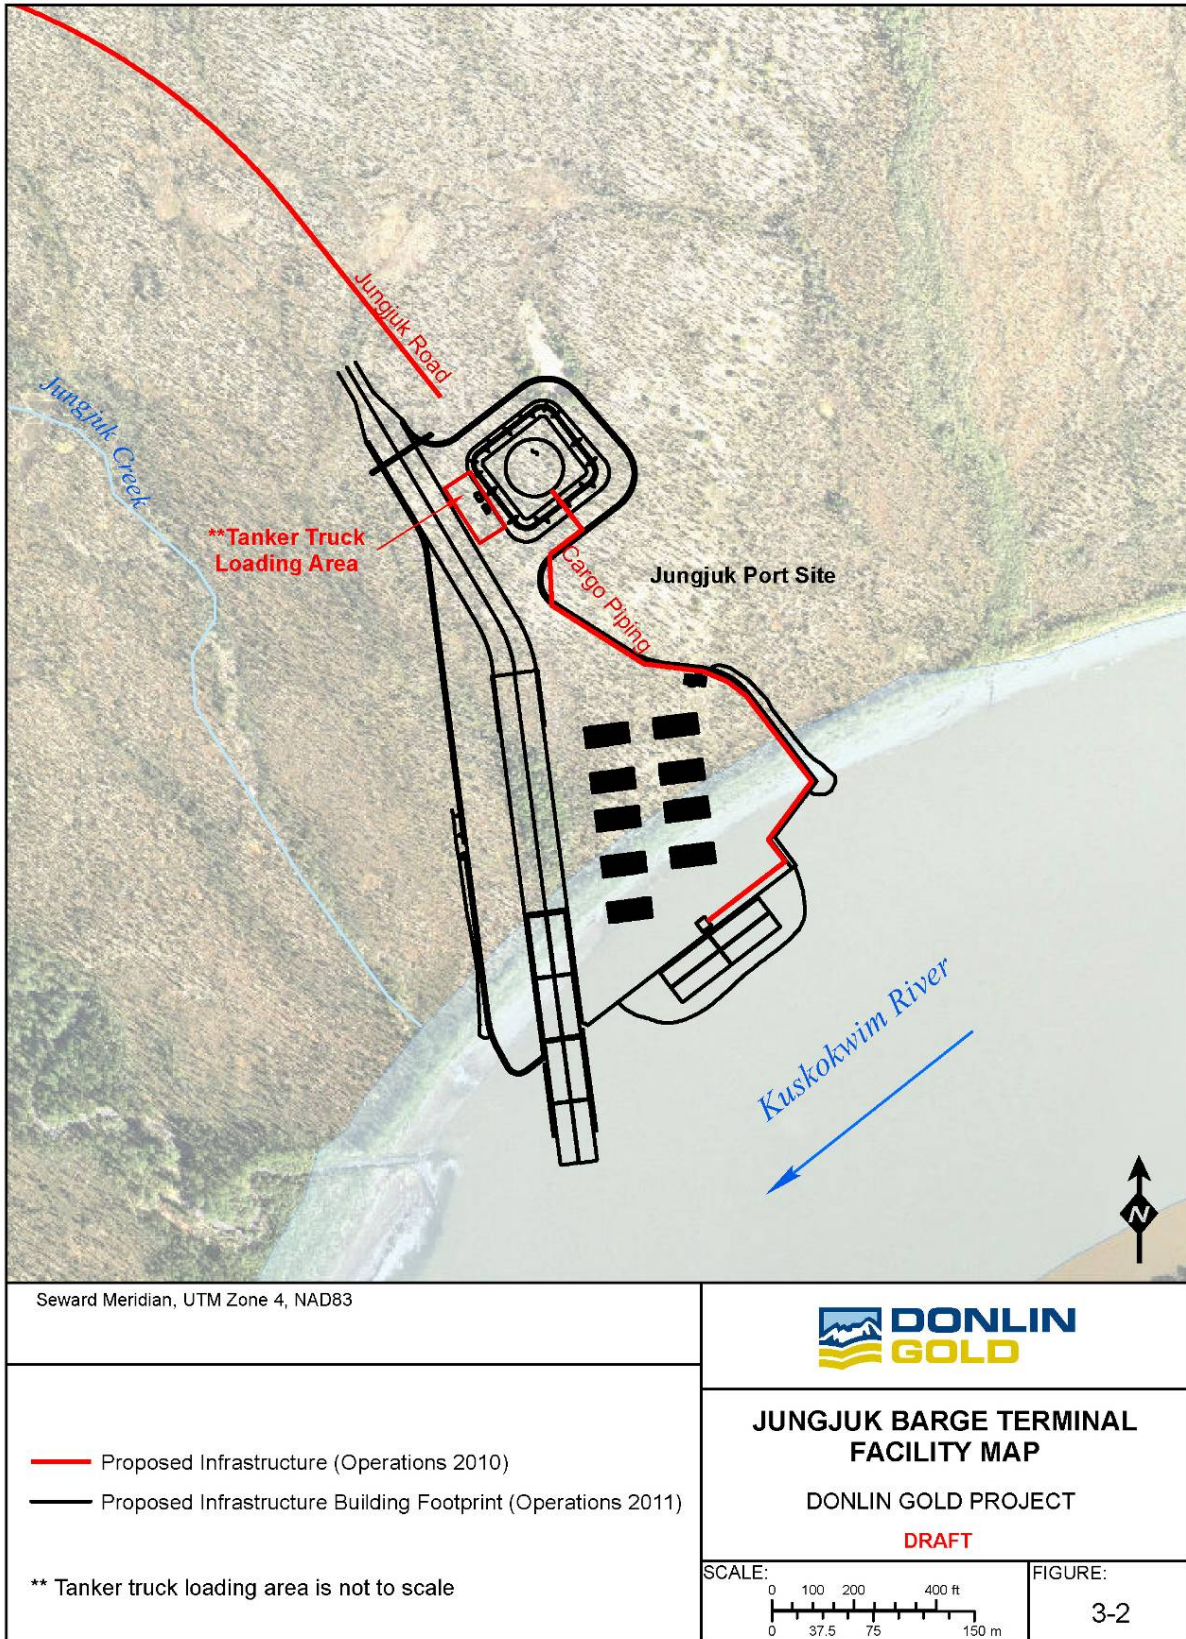 Jungjuk Road
Jungjuk Creek
**Tanker Truck
Loading Area
Cargo Piping
Jungjuk Port Site
Kuskokwim River
N
Seward Meridian, UTM Zone 4, NAD83
DONLIN
GOLD
JUNGJUK BARGE TERMINAL
FACILITY MAP
DONLIN GOLD PROJECT
DRAFT
Proposed Infrastructure (Operations 2010)
Proposed Infrastructure Building Footprint (Operations 2011)
** Tanker truck loading area is not to scale
SCALE:
0 100 200 400 ft
0 37.5 75 150 m
FIGURE:
3-2